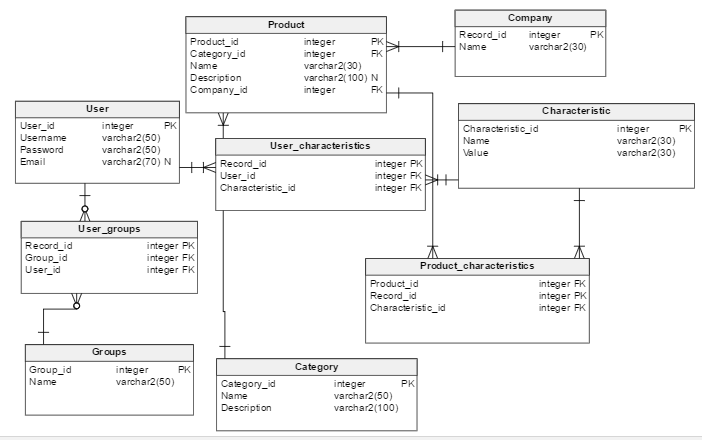 Product
Product_id integer PK
Category_id integer FK
Name varchar2(30)
Description varchar2(100) N
Company_id integer FK
Company
Record_id integer PK
Name varchar2(30)
User
User_id integer PK
Username varchar2(50)
Password varchar2(50)
Email varchar2(70) N
Characteristic
Characteristic_id integer PK
Name varchar2(30)
Value varchar2(30)
User_characteristics
Record_id integer PK
User_id integer FK
Characteristic_id integer FK
User_groups
Record_id integer PK
Group_id integer FK
User_id integer FK
Product_characteristics
Product_id integer FK
Record_id integer PK
Characteristic_id integer FK
Groups
Group_id integer PK
Name varchar2(50)
Category
Category_id integer PK
Name varchar2(50)
Description varchar2(100)